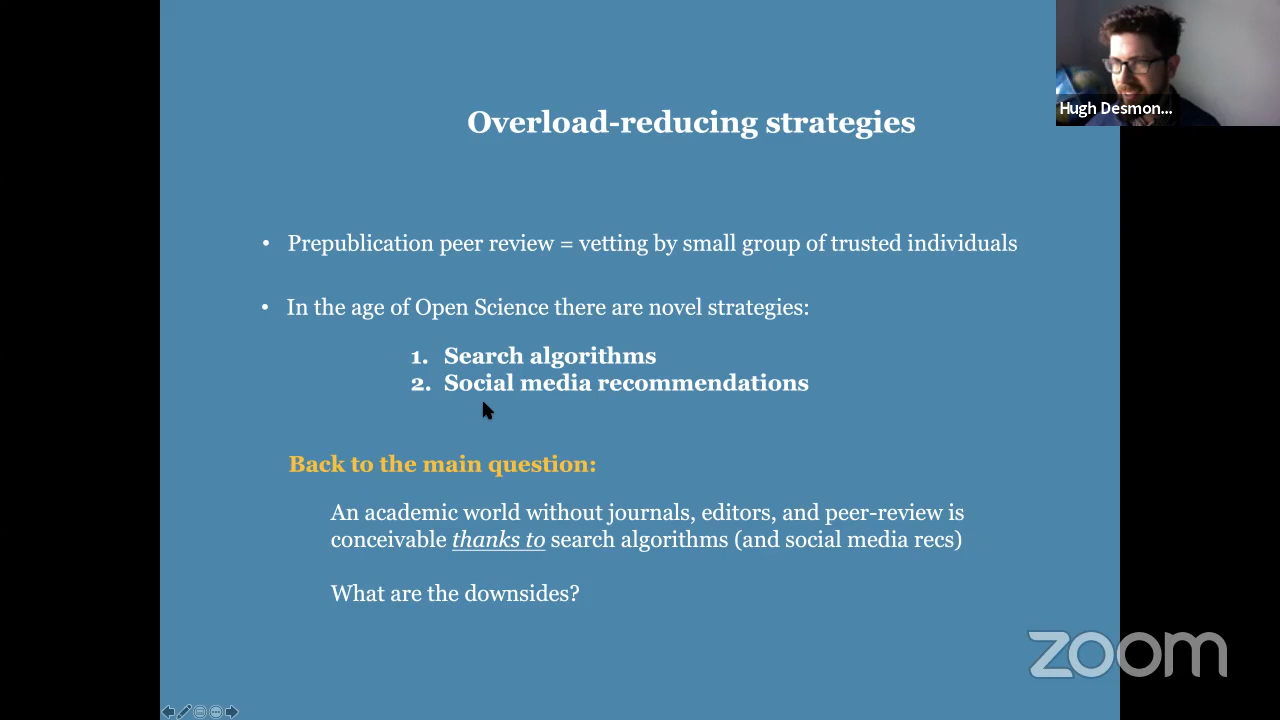 Overload-reducing strategies
Hugh Desmon...
• Prepublication peer review = vetting by small group of trusted individuals
• In the age of Open Science there are novel strategies:
1. Search algorithms
2. Social media recommendations
Back to the main question:
An academic world without journals, editors, and peer-review is
conceivable thanks to search algorithms (and social media recs)
What are the downsides?
zoom